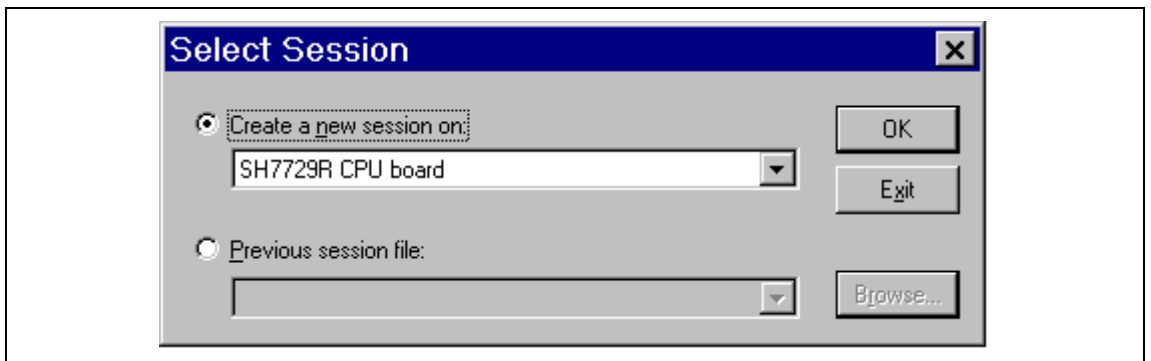 Select Session
Create a new session on:
OK
SH7729R CPU board
Exit
Previous session file:
Browse...